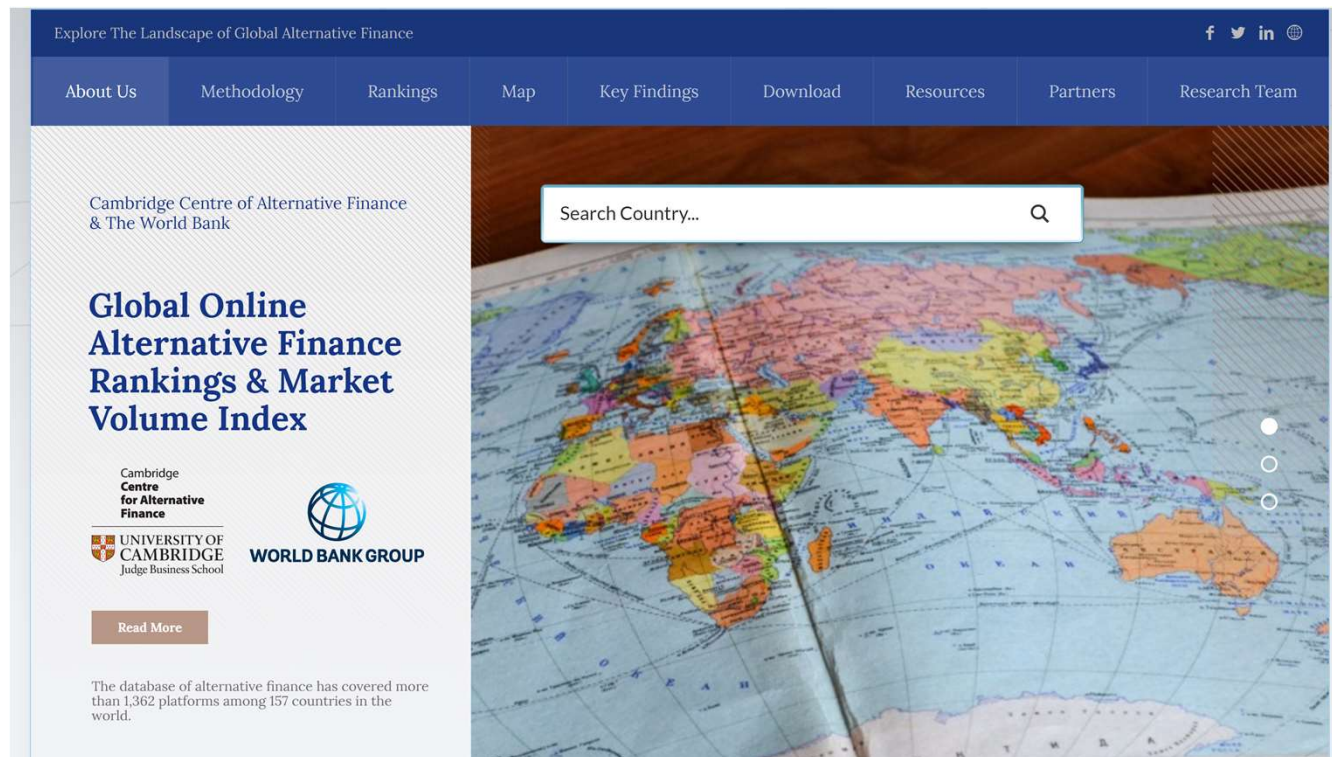 Explore The Landscape of Global Alternative Finance
About Us Methodology Rankings Map Key Findings Download Resources Partners Research Team
Cambridge Centre of Alternative Finance
& The World Bank
Search Country...
Global Online
Alternative Finance
Rankings & Market
Volume Index
Cambridge
Centre
for Alternative
Finance
UNIVERSITY OF
CAMBRIDGE
Judge Business School
WORLD BANK GROUP
Read More
The database of alternative finance has covered more
than 1,362 platforms among 157 countries in the
world.